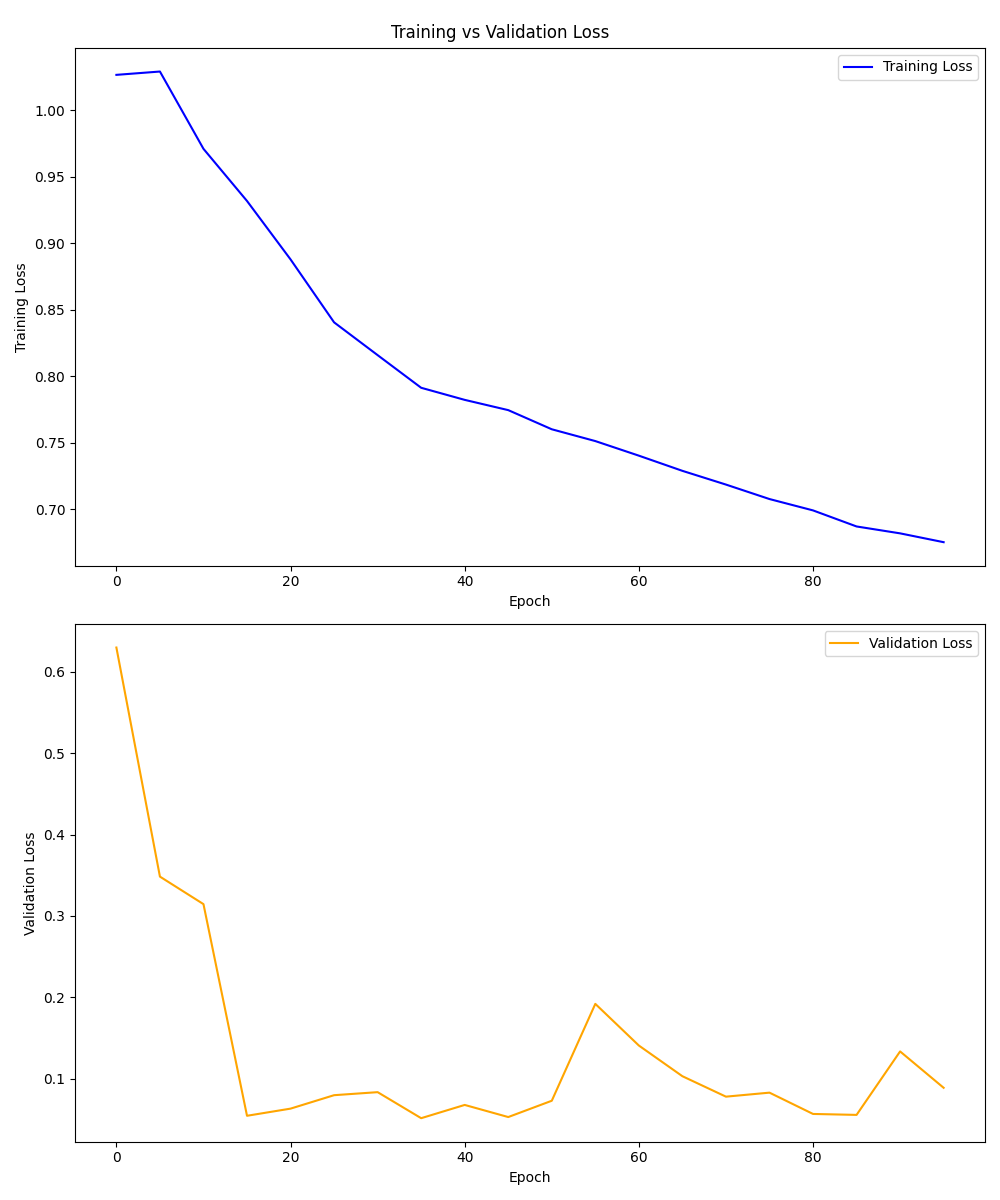 Training vs Validation Loss
Training Loss
1.00
0.95
0.90
0.85
0.80
0.75
0.70
Training Loss
0 20 40 60 80
Epoch
Validation Loss
0.6
0.5
0.4
0.3
0.2
0.1
Validation Loss
0 20 40 60 80
Epoch